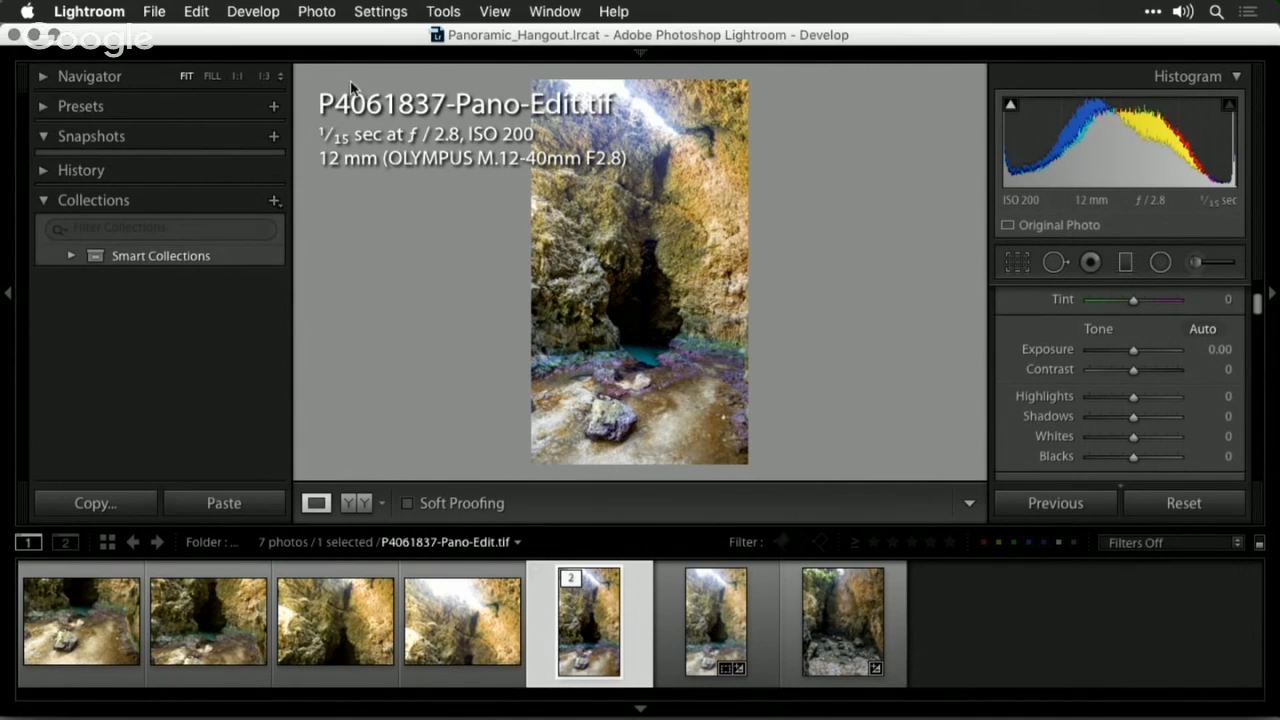 Lightroom File Edit Develop Photo Settings Tools View Window Help
Google
Panoramic_Hangout.lrcat - Adobe Photoshop Lightroom - Develop
Navigator FIT FILL 1:1 1:3
Presets
Snapshots
History
Collections
Filter Collections
Smart Collections
Copy... Paste
P4061837-Pano-Edit.tif
1/15 sec at ƒ / 2.8, ISO 200
12 mm (OLYMPUS M.12-40mm F2.8)
Soft Proofing
Histogram
ISO 200 12 mm ƒ / 2.8 1/15 sec
Original Photo
Tint 0
Tone Auto
Exposure 0.00
Contrast 0
Highlights 0
Shadows 0
Whites 0
Blacks 0
Previous Reset
1 2 Folder : ... 7 photos / 1 selected / P4061837-Pano-Edit.tif Filter : Filters Off
2